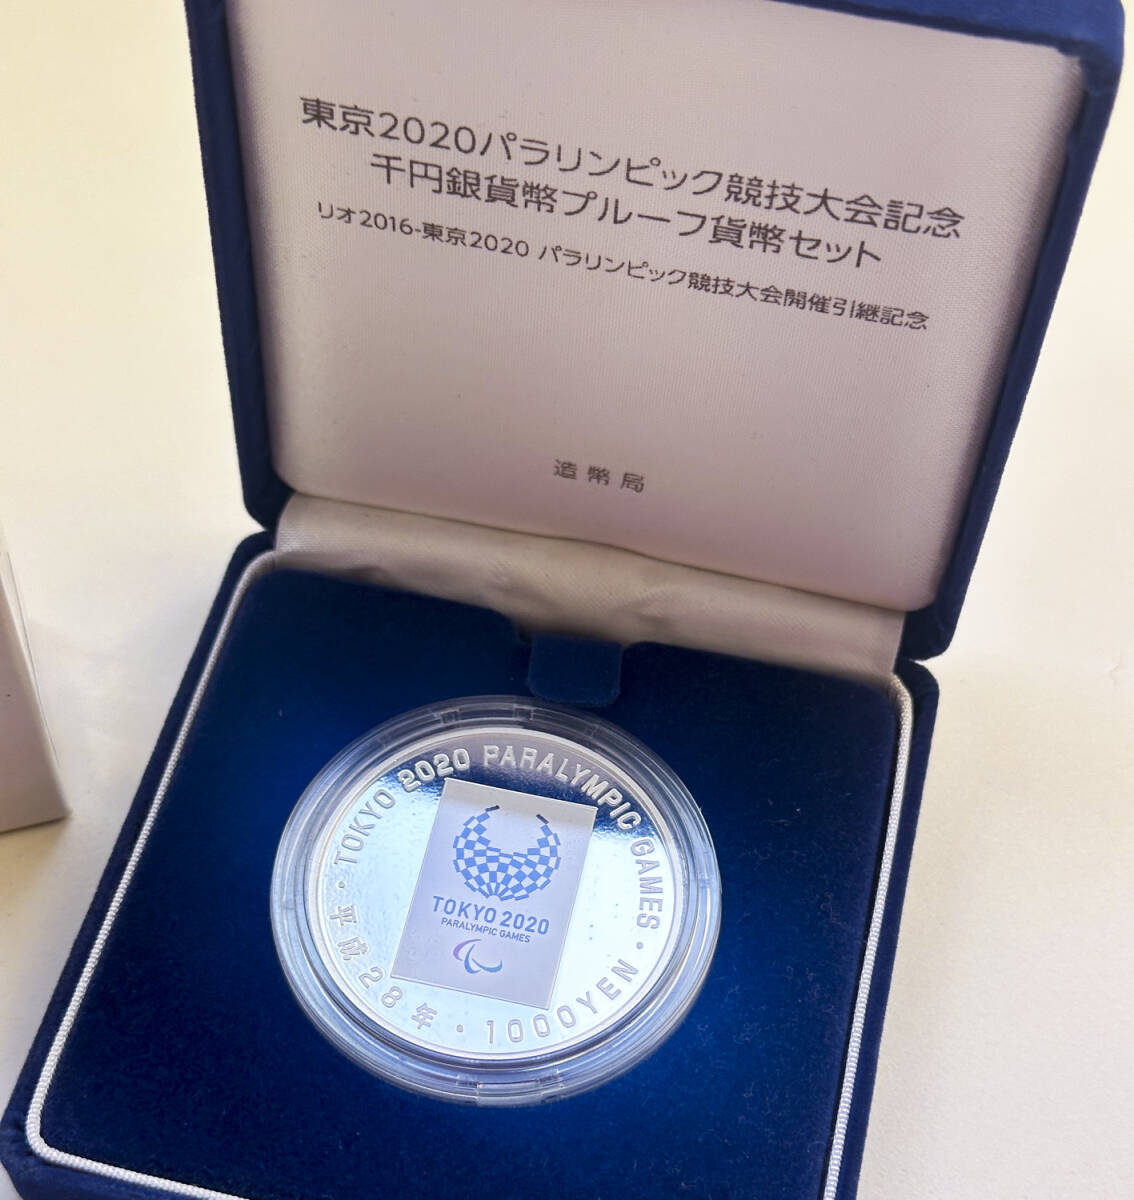 東京2020パラリンピック競技大会記念
千円銀貨幣プルーフ貨幣セット
リオ2016-東京2020 パラリンピック競技大会開催引継記念
造幣局
・TOKYO 2020 PARALYMPIC GAMES・
平成28年・1000YEN
TOKYO 2020
PARALYMPIC GAMES